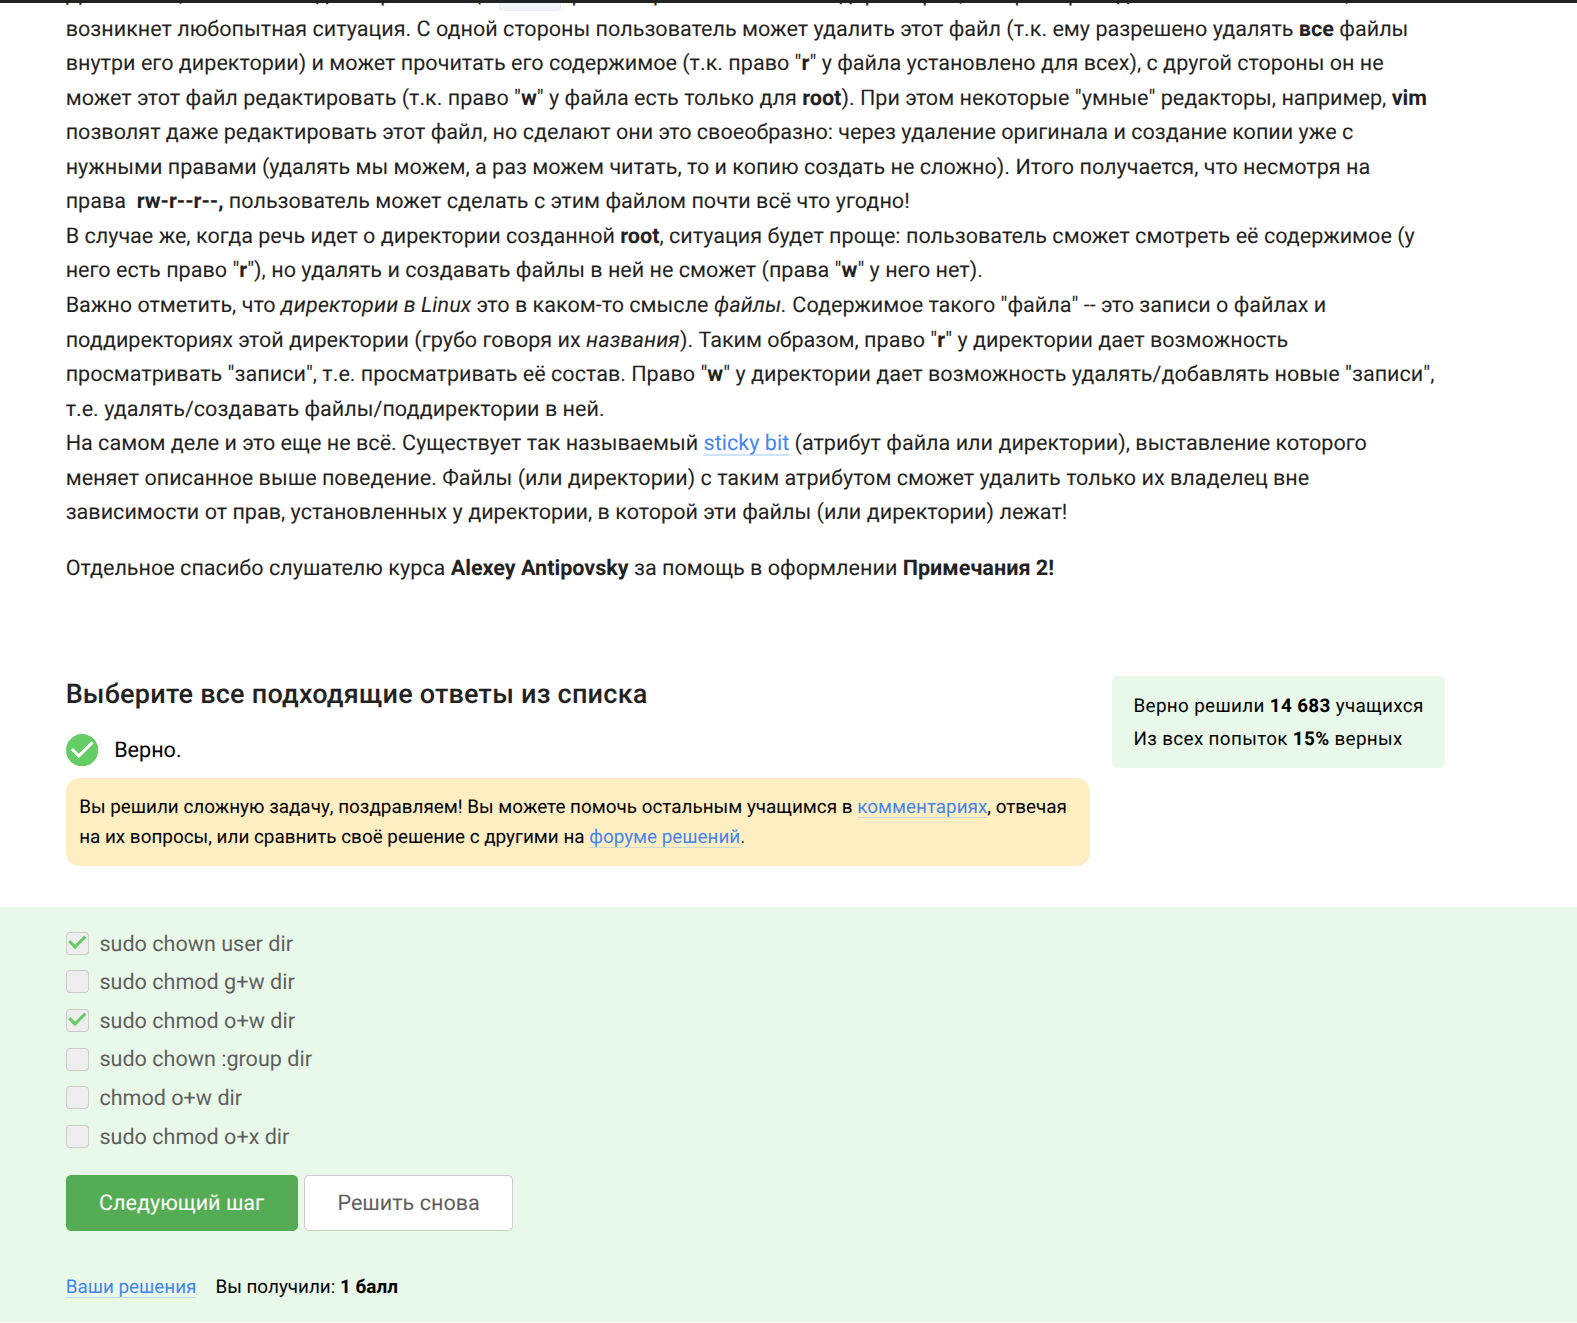 возникнет любопытная ситуация. С одной стороны пользователь может удалить этот файл (т.к. ему разрешено удалять все файлы
внутри его директории) и может прочитать его содержимое (т.к. право "r" у файла установлено для всех), с другой стороны он не
может этот файл редактировать (т.к. право "w" у файла есть только для root). При этом некоторые "умные" редакторы, например, vim
позволят даже редактировать этот файл, но сделают они это своеобразно: через удаление оригинала и создание копии уже с
нужными правами (удалять мы можем, а раз можем читать, то и копию создать не сложно). Итого получается, что несмотря на
права rw-r--r--, пользователь может сделать с этим файлом почти всё что угодно!
В случае же, когда речь идет о директории созданной root, ситуация будет проще: пользователь сможет смотреть её содержимое (у
него есть право "r"), но удалять и создавать файлы в ней не сможет (права "w" у него нет).
Важно отметить, что директории в Linux это в каком-то смысле файлы. Содержимое такого "файла" -- это записи о файлах и
поддиректориях этой директории (грубо говоря их названия). Таким образом, право "r" у директории дает возможность
просматривать "записи", т.е. просматривать её состав. Право "w" у директории дает возможность удалять/добавлять новые "записи",
т.е. удалять/создавать файлы/поддиректории в ней.
На самом деле и это еще не всё. Существует так называемый sticky bit (атрибут файла или директории), выставление которого
меняет описанное выше поведение. Файлы (или директории) с таким атрибутом сможет удалить только их владелец вне
зависимости от прав, установленных у директории, в которой эти файлы (или директории) лежат!
Отдельное спасибо слушателю курса Alexey Antipovsky за помощь в оформлении Примечания 2!
Выберите все подходящие ответы из списка
Верно решили 14 683 учащихся
Из всех попыток 15% верных
Верно.
Вы решили сложную задачу, поздравляем! Вы можете помочь остальным учащимся в комментариях, отвечая
на их вопросы, или сравнить своё решение с другими на форуме решений.
sudo chown user dir
sudo chmod g+w dir
sudo chmod o+w dir
sudo chown :group dir
chmod o+w dir
sudo chmod o+x dir
Следующий шаг
Решить снова
Ваши решения Вы получили: 1 балл